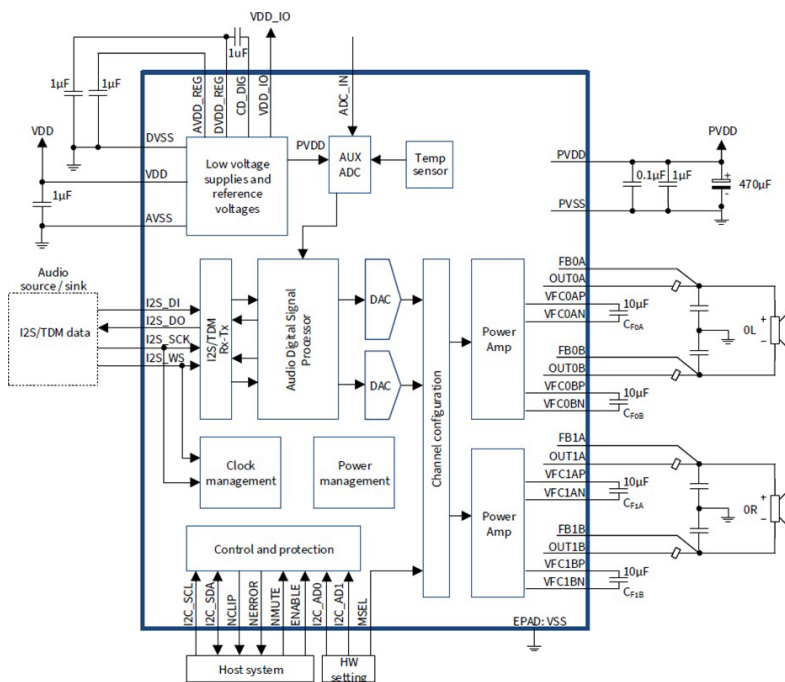 VDD_IO
1uF
1µF
1µF
AVDD_REG
DVDD_REG
CD_DIG
VDD_IO
ADC_IN
VDD
DVSS
VDD
1µF
AVSS
Low voltage
supplies and
reference
voltages
PVDD
AUX
ADC
Temp
sensor
PVDD
PVDD
0.1µF
1µF
+
-
470µF
PVSS
Audio
source / sink
I2S/TDM data
I2S_DI
I2S_DO
I2S_SCK
I2S_WS
I2S/TDM
Rx-Tx
Audio Digital Signal
Processor
DAC
DAC
Channel configuration
Power
Amp
FB0A
OUT0A
VFC0AP
VFC0AN
10µF
CF0A
0L
+
−
FB0B
OUT0B
VFC0BP
VFC0BN
10µF
CF0B
Clock
management
Power
management
Power
Amp
FB1A
OUT1A
VFC1AP
VFC1AN
10µF
CF1A
0R
+
−
FB1B
OUT1B
VFC1BP
VFC1BN
10µF
CF1B
Control and protection
I2C_SCL
I2C_SDA
NCLIP
NERROR
NMUTE
ENABLE
I2C_AD0
I2C_AD1
MSEL
EPAD: VSS
Host system
HW
setting